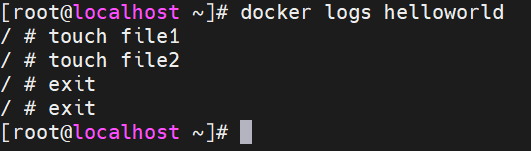 [root@localhost ~]# docker logs helloworld
/ # touch file1
/ # touch file2
/ # exit
/ # exit
[root@localhost ~]#